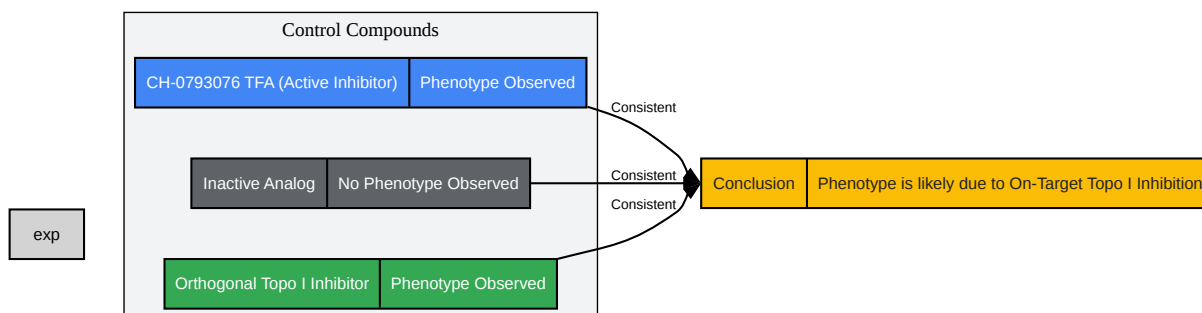 Control Compounds
CH-0793076 TFA (Active Inhibitor) Phenotype Observed
Consistent
Inactive Analog No Phenotype Observed
Consistent
Conclusion Phenotype is likely due to On-Target Topo I Inhibition
Consistent
exp
Orthogonal Topo I Inhibitor Phenotype Observed